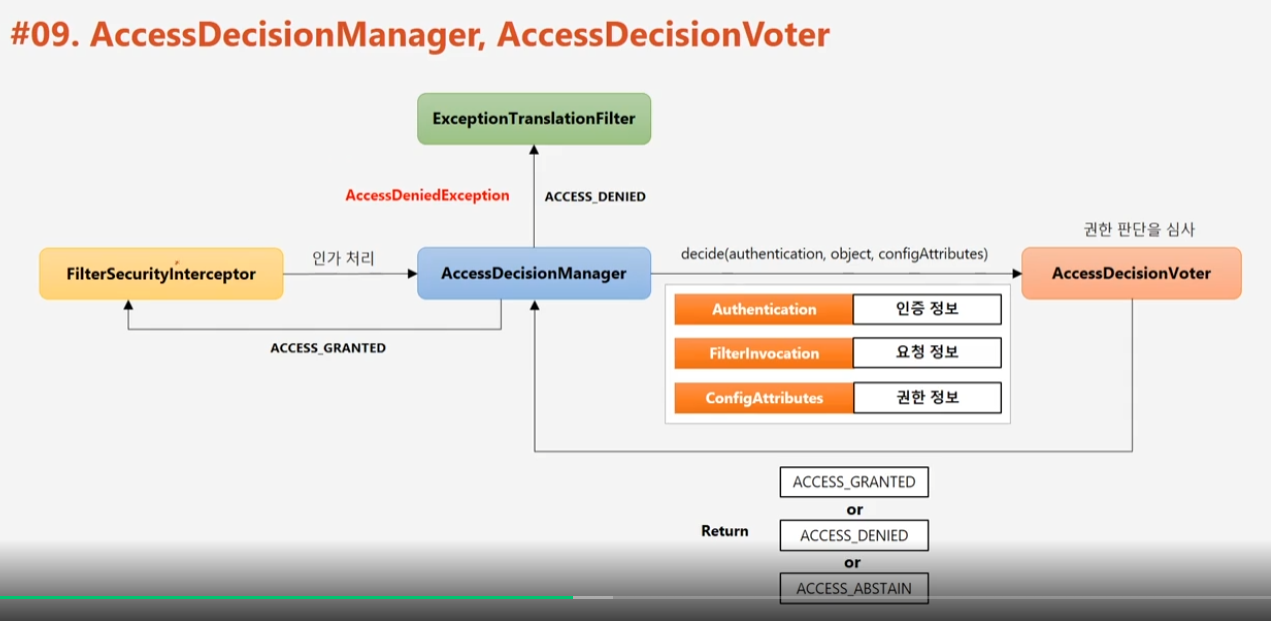 #09. AccessDecisionManager, AccessDecisionVoter
ExceptionTranslationFilter
AccessDeniedException
ACCESS_DENIED
권한 판단을 심사
FilterSecurityInterceptor
인가 처리
AccessDecisionManager
decide(authentication, object, configAttributes)
AccessDecisionVoter
Authentication
인증 정보
FilterInvocation
요청 정보
ConfigAttributes
권한 정보
ACCESS_GRANTED
Return
ACCESS_GRANTED
or
ACCESS_DENIED
or
ACCESS_ABSTAIN